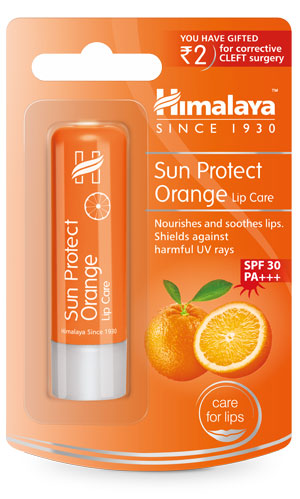 YOU HAVE GIFTED
₹2 for corrective
CLEFT surgery
Himalaya™
SINCE 1930
Sun Protect
Orange Lip Care
Nourishes and soothes lips.
Shields against
harmful UV rays
SPF 30
PA+++
care
for lips
Sun Protect
Orange
Lip Care
Himalaya Since 1930